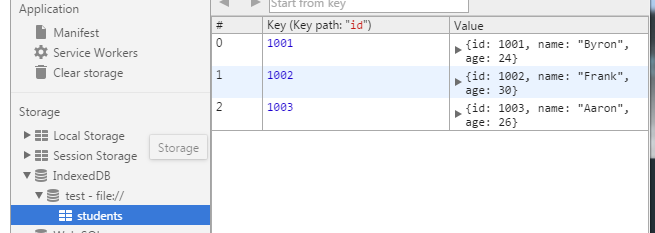 Application
Manifest
Service Workers
Clear storage
Storage
Local Storage
Session Storage
Storage
IndexedDB
test - file://
students
Start from key
# Key (Key path: "id") Value
0 1001 {id: 1001, name: "Byron",
age: 24}
1 1002 {id: 1002, name: "Frank",
age: 30}
2 1003 {id: 1003, name: "Aaron",
age: 26}